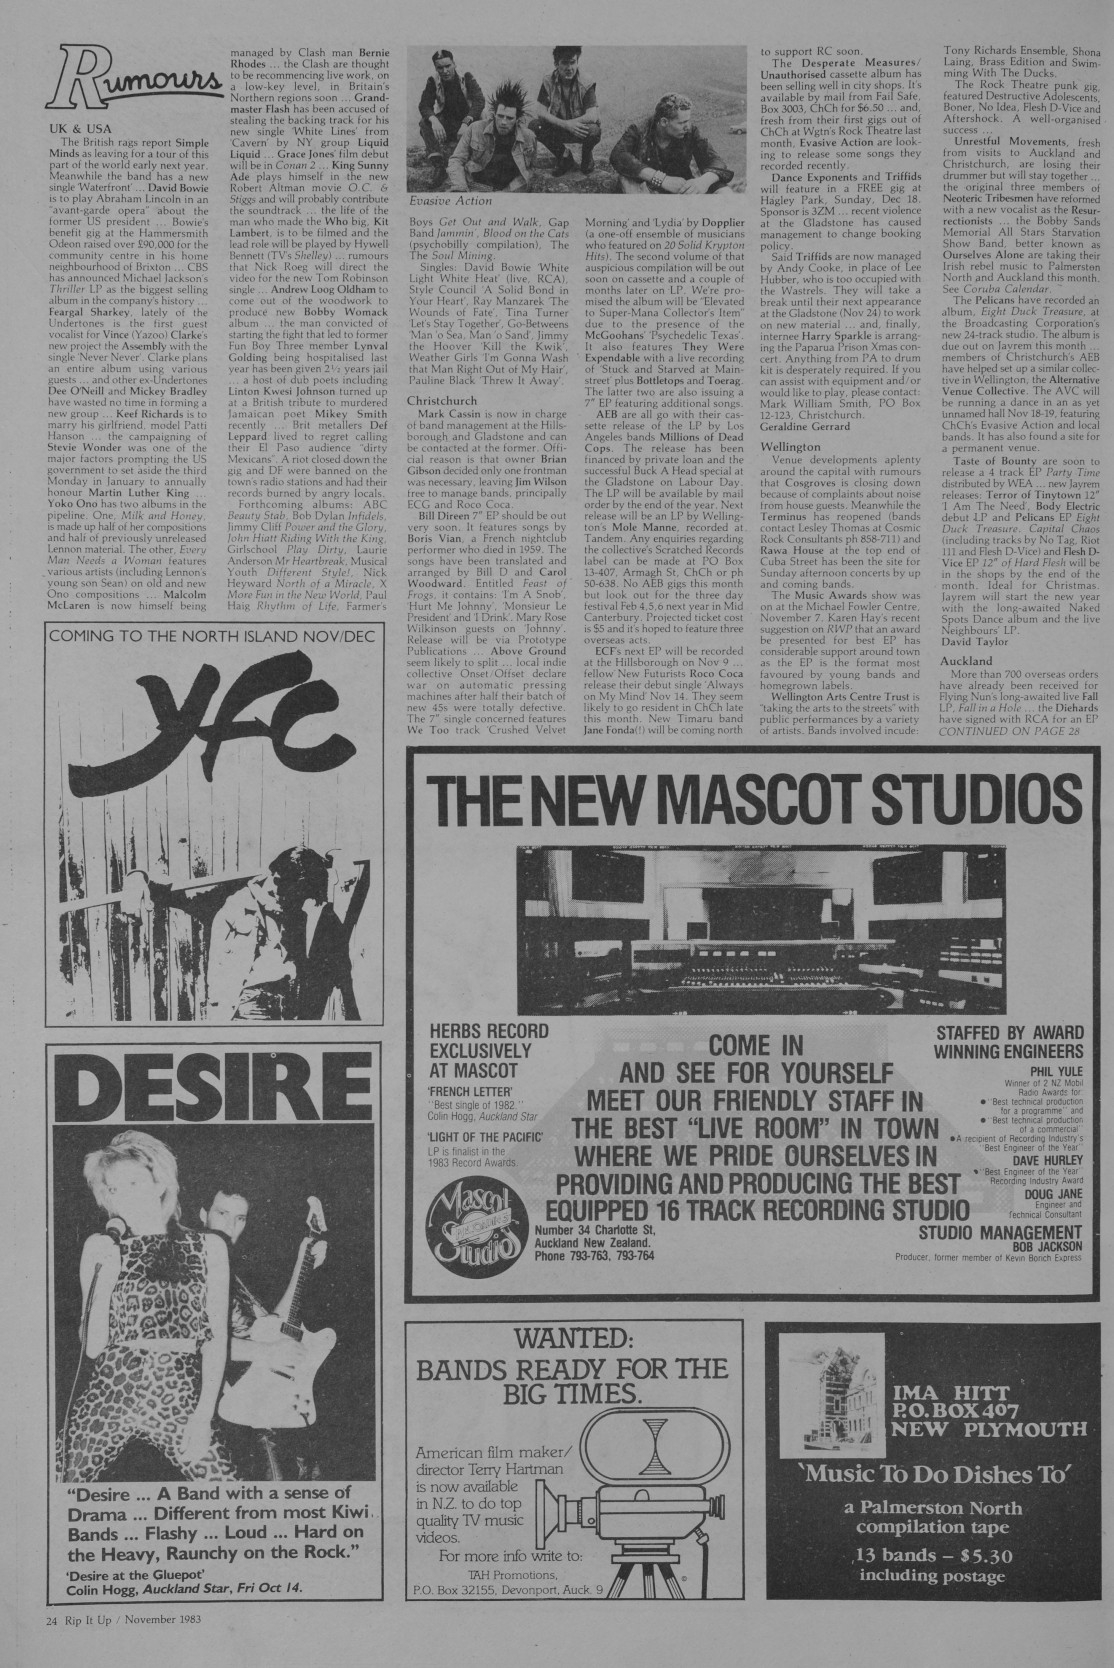 Rumours
UK & USA
The British rags report Simple
Minds as leaving for a tour of this
part of the world early next year.
Meanwhile the band has a new
single 'Waterfront' ... David Bowie
is to play Abraham Lincoln in an
"avant-garde opera" about the
former US president ... Bowie's
benefit gig at the Hammersmith
Odeon raised over £90,000 for the
community centre in his home
neighbourhood of Brixton ... CBS
has announced Michael Jackson's
Thriller LP as the biggest selling
album in the company's history ...
Feargal Sharkey, lately of the
Undertones is the first guest
vocalist for Vince (Yazoo) Clarke's
new project the Assembly with the
single 'Never Never'. Clarke plans
an entire album using various
guests ... and other ex-Undertones
Dee O'Neill and Mickey Bradley
have wasted no time in forming a
new group ... Keef Richards is to
marry his girlfriend, model Patti
Hanson ... the campaigning of
Stevie Wonder was one of the
major factors prompting the US
government to set aside the third
Monday in January to annually
honour Martin Luther King ...
Yoko Ono has two albums in the
pipeline. One, Milk and Honey,
is made up half of her compositions
and half of previously unreleased
Lennon material. The other, Every
Man Needs a Woman features
various artists (including Lennon's
young son Sean) on old and new
Ono compositions ... Malcolm
McLaren is now himself being
managed by Clash man Bernie
Rhodes ... the Clash are thought
to be recommencing live work, on
a low-key level, in Britain's
Northern regions soon ... Grand-
master Flash has been accused of
stealing the backing track for his
new single 'White Lines' from
'Cavern' by NY group Liquid
Liquid ... Grace Jones' film debut
will be in Conan 2 ... King Sunny
Ade plays himself in the new
Robert Altman movie O.C. &
Stiggs and will probably contribute
the soundtrack ... the life of the
man who made the Who big, Kit
Lambert, is to be filmed and the
lead role will be played by Hywell
Bennett (TV's Shelley) ... rumours
that Nick Roeg will direct the
video for the new Tom Robinson
single ... Andrew Loog Oldham to
come out of the woodwork to
produce new Bobby Womack
album ... the man convicted of
starting the fight that led to former
Fun Boy Three member Lynval
Golding being hospitalised last
year has been given 2½ years jail
... a host of dub poets including
Linton Kwesi Johnson turned up
at a British tribute to murdered
Jamaican poet Mikey Smith
recently ... Brit metallers Def
Leppard lived to regret calling
their El Paso audience "dirty
Mexicans". A riot closed down the
gig and DF were banned on the
town's radio stations and had their
records burned by angry locals.
Forthcoming albums: ABC
Beauty Stab, Bob Dylan Infidels,
Jimmy Cliff Power and the Glory,
John Hiatt Riding With the King,
Girlschool Play Dirty, Laurie
Anderson Mr Heartbreak, Musical
Youth Different Style!, Nick
Heyward North of a Miracle, X
More Fun in the New World, Paul
Haig Rhythm of Life, Farmer's
Evasive Action
Boys Get Out and Walk, Gap
Band Jammin', Blood on the Cats
(psychobilly compilation), The
The Soul Mining.
Singles: David Bowie 'White
Light White Heat' (live, RCA),
Style Council 'A Solid Bond in
Your Heart', Ray Manzarek 'The
Wounds of Fate', Tina Turner
'Let's Stay Together', Go-Betweens
'Man 'o Sea, Man 'o Sand', Jimmy
the Hoover 'Kill the Kwik',
Weather Girls 'I'm Gonna Wash
that Man Right Out of My Hair',
Pauline Black 'Threw It Away'.
Christchurch
Mark Cassin is now in charge
of band management at the Hills-
borough and Gladstone and can
be contacted at the former. Offi-
cial reason is that owner Brian
Gibson decided only one frontman
was necessary, leaving Jim Wilson
free to manage bands, principally
ECG and Roco Coca.
Bill Direen 7" EP should be out
very soon. It features songs by
Boris Vian, a French nightclub
performer who died in 1959. The
songs have been translated and
arranged by Bill D and Carol
Woodward. Entitled Feast of
Frogs, it contains: 'I'm A Snob',
'Hurt Me Johnny', 'Monsieur Le
President' and 'I Drink'. Mary Rose
Wilkinson guests on 'Johnny'.
Release will be via Prototype
Publications ... Above Ground
seem likely to split ... local indie
collective Onset/Offset declare
war on automatic pressing
machines after half their batch of
new 45s were totally defective.
The 7" single concerned features
We Too track 'Crushed Velvet
Morning' and 'Lydia' by Dopplier
(a one-off ensemble of musicians
who featured on 20 Solid Krypton
Hits). The second volume of that
auspicious compilation will be out
soon on cassette and a couple of
months later on LP. We're pro-
mised the album will be "Elevated
to Super-Mana Collector's Item"
due to the presence of the
McGoohans' 'Psychedelic Texas'.
It also features They Were
Expendable with a live recording
of 'Stuck and Starved at Main-
street' plus Bottletops and Toerag.
The latter two are also issuing a
7" EP featuring additional songs.
AEB are all go with their cas-
sette release of the LP by Los
Angeles bands Millions of Dead
Cops. The release has been
financed by private loan and the
successful Buck A Head special at
the Gladstone on Labour Day.
The LP will be available by mail
order by the end of the year. Next
release will be an LP by Welling-
ton's Mole Manne, recorded at
Tandem. Any enquiries regarding
the collective's Scratched Records
label can be made at PO Box
13-407, Armagh St, ChCh or ph
50-638. No AEB gigs this month
but look out for the three day
festival Feb 4,5,6 next year in Mid
Canterbury. Projected ticket cost
is $5 and it's hoped to feature three
overseas acts.
ECF's next EP will be recorded
at the Hillsborough on Nov 9 ...
fellow New Futurists Roco Coca
release their debut single 'Always
on My Mind' Nov 14. They seem
likely to go resident in ChCh late
this month. New Timaru band
Jane Fonda(!) will be coming north
to support RC soon.
The Desperate Measures/
Unauthorised cassette album has
been selling well in city shops. It's
available by mail from Fail Safe,
Box 3003, ChCh for $6.50 ... and,
fresh from their first gigs out of
ChCh at Wgtn's Rock Theatre last
month, Evasive Action are look-
ing to release some songs they
recorded recently.
Dance Exponents and Triffids
will feature in a FREE gig at
Hagley Park, Sunday, Dec 18.
Sponsor is 3ZM ... recent violence
at the Gladstone has caused
management to change booking
policy.
Said Triffids are now managed
by Andy Cooke, in place of Lee
Hubber, who is too occupied with
the Wastrels. They will take a
break until their next appearance
at the Gladstone (Nov 24) to work
on new material ... and, finally,
internee Harry Sparkle is arrang-
ing the Paparua Prison Xmas con-
cert. Anything from PA to drum
kit is desperately required. If you
can assist with equipment and/or
would like to play, please contact:
Mark William Smith, PO Box
12-123, Christchurch.
Geraldine Gerrard
Wellington
Venue developments aplenty
around the capital with rumours
that Cosgroves is closing down
because of complaints about noise
from house guests. Meanwhile the
Terminus has reopened (bands
contact Lesley Thomas at Cosmic
Rock Consultants ph 858-711) and
Rawa House at the top end of
Cuba Street has been the site for
Sunday afternoon concerts by up
and coming bands.
The Music Awards show was
on at the Michael Fowler Centre,
November 7. Karen Hay's recent
suggestion on RWP that an award
be presented for best EP has
considerable support around town
as the EP is the format most
favoured by young bands and
homegrown labels.
Wellington Arts Centre Trust is
"taking the arts to the streets" with
public performances by a variety
of artists. Bands involved incude:
Tony Richards Ensemble, Shona
Laing, Brass Edition and Swim-
ming With The Ducks.
The Rock Theatre punk gig,
featured Destructive Adolescents,
Boner, No Idea, Flesh D-Vice and
Aftershock. A well-organised
success ...
Unrestful Movements, fresh
from visits to Auckland and
Christchurch, are losing their
drummer but will stay together ...
the original three members of
Neoteric Tribesmen have reformed
with a new vocalist as the Resur-
rectionists ... the Bobby Sands
Memorial All Stars Starvation
Show Band, better known as
Ourselves Alone are taking their
Irish rebel music to Palmerston
North and Auckland this month.
See Coruba Calendar.
The Pelicans have recorded an
album, Eight Duck Treasure, at
the Broadcasting Corporation's
new 24-track studio. The album is
due out on Jayrem this month ...
members of Christchurch's AEB
have helped set up a similar collec-
tive in Wellington, the Alternative
Venue Collective. The AVC will
be running a dance in an as yet
unnamed hall Nov 18-19, featuring
ChCh's Evasive Action and local
bands. It has also found a site for
a permanent venue.
Taste of Bounty are soon to
release a 4 track EP Party Time
distributed by WEA ... new Jayrem
releases: Terror of Tinytown 12"
'I Am The Need', Body Electric
debut LP and Pelicans EP Eight
Duck Treasure. Capital Chaos
(including tracks by No Tag, Riot
111 and Flesh D-Vice) and Flesh D-
Vice EP 12" of Hard Flesh will be
in the shops by the end of the
month. Ideal for Christmas.
Jayrem will start the new year
with the long-awaited Naked
Spots Dance album and the live
Neighbours' LP.
David Taylor
Auckland
More than 700 overseas orders
have already been received for
Flying Nun's long-awaited live Fall
LP, Fall in a Hole ... the Diehards
have signed with RCA for an EP
CONTINUED ON PAGE 28
COMING TO THE NORTH ISLAND NOV/DEC
yfc
DESIRE
"Desire ... A Band with a sense of
Drama ... Different from most Kiwi
Bands ... Flashy ... Loud ... Hard on
the Heavy, Raunchy on the Rock."
'Desire at the Gluepot'
Colin Hogg, Auckland Star, Fri Oct 14.
THE NEW MASCOT STUDIOS
HERBS RECORD
EXCLUSIVELY
AT MASCOT
'FRENCH LETTER'
"Best single of 1982."
Colin Hogg, Auckland Star
'LIGHT OF THE PACIFIC'
LP is finalist in the
1983 Record Awards
Mascot
Studios
COME IN
AND SEE FOR YOURSELF
MEET OUR FRIENDLY STAFF IN
THE BEST "LIVE ROOM" IN TOWN
WHERE WE PRIDE OURSELVES IN
PROVIDING AND PRODUCING THE BEST
EQUIPPED 16 TRACK RECORDING STUDIO
Number 34 Charlotte St,
Auckland New Zealand.
Phone 793-763, 793-764
STAFFED BY AWARD
WINNING ENGINEERS
PHIL YULE
Winner of 2 NZ Mobil
Radio Awards for
● "Best technical production
for a programme" and
● "Best technical production
of a commercial"
● A recipient of Recording Industry's
"Best Engineer of the Year"
DAVE HURLEY
● "Best Engineer of the Year"
Recording Industry Award
DOUG JANE
Engineer and
Technical Consultant
STUDIO MANAGEMENT
BOB JACKSON
Producer, former member of Kevin Borich Express
WANTED:
BANDS READY FOR THE
BIG TIMES.
American film maker/
director Terry Hartman
is now available
in N.Z. to do top
quality TV music
videos.
For more info write to:
TAH Promotions,
P.O. Box 32155, Devonport, Auck. 9
IMA HITT
P.O. BOX 407
NEW PLYMOUTH
'Music To Do Dishes To'
a Palmerston North
compilation tape
13 bands – $5.30
including postage
24 Rip It Up / November 1983